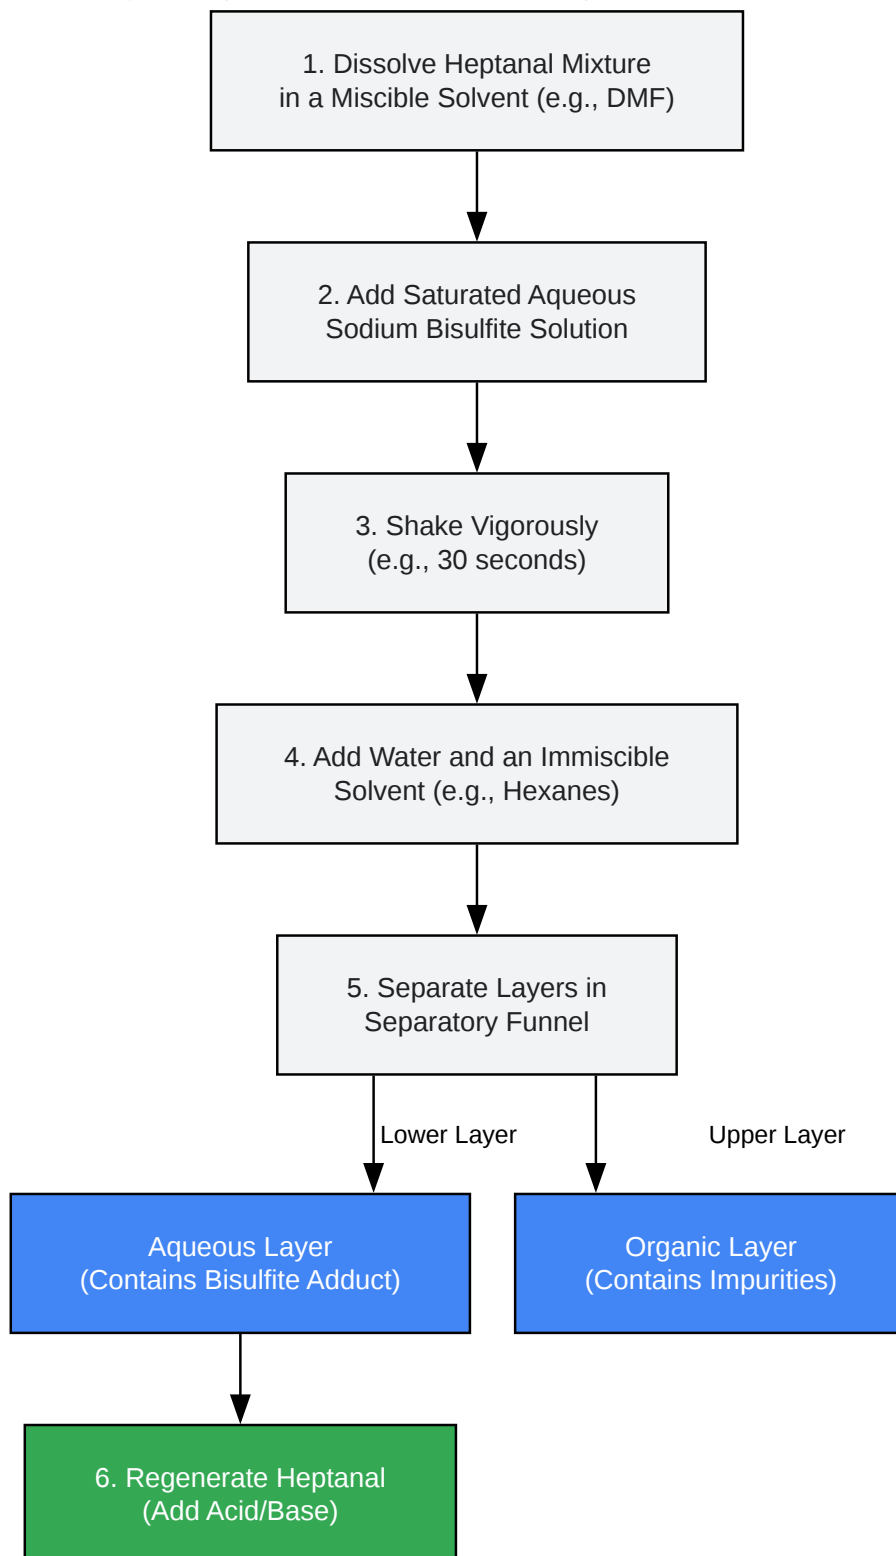 1. Dissolve Heptanal Mixture
in a Miscible Solvent (e.g., DMF)
2. Add Saturated Aqueous
Sodium Bisulfite Solution
3. Shake Vigorously
(e.g., 30 seconds)
4. Add Water and an Immiscible
Solvent (e.g., Hexanes)
5. Separate Layers in
Separatory Funnel
Lower Layer
Upper Layer
Aqueous Layer
(Contains Bisulfite Adduct)
Organic Layer
(Contains Impurities)
6. Regenerate Heptanal
(Add Acid/Base)